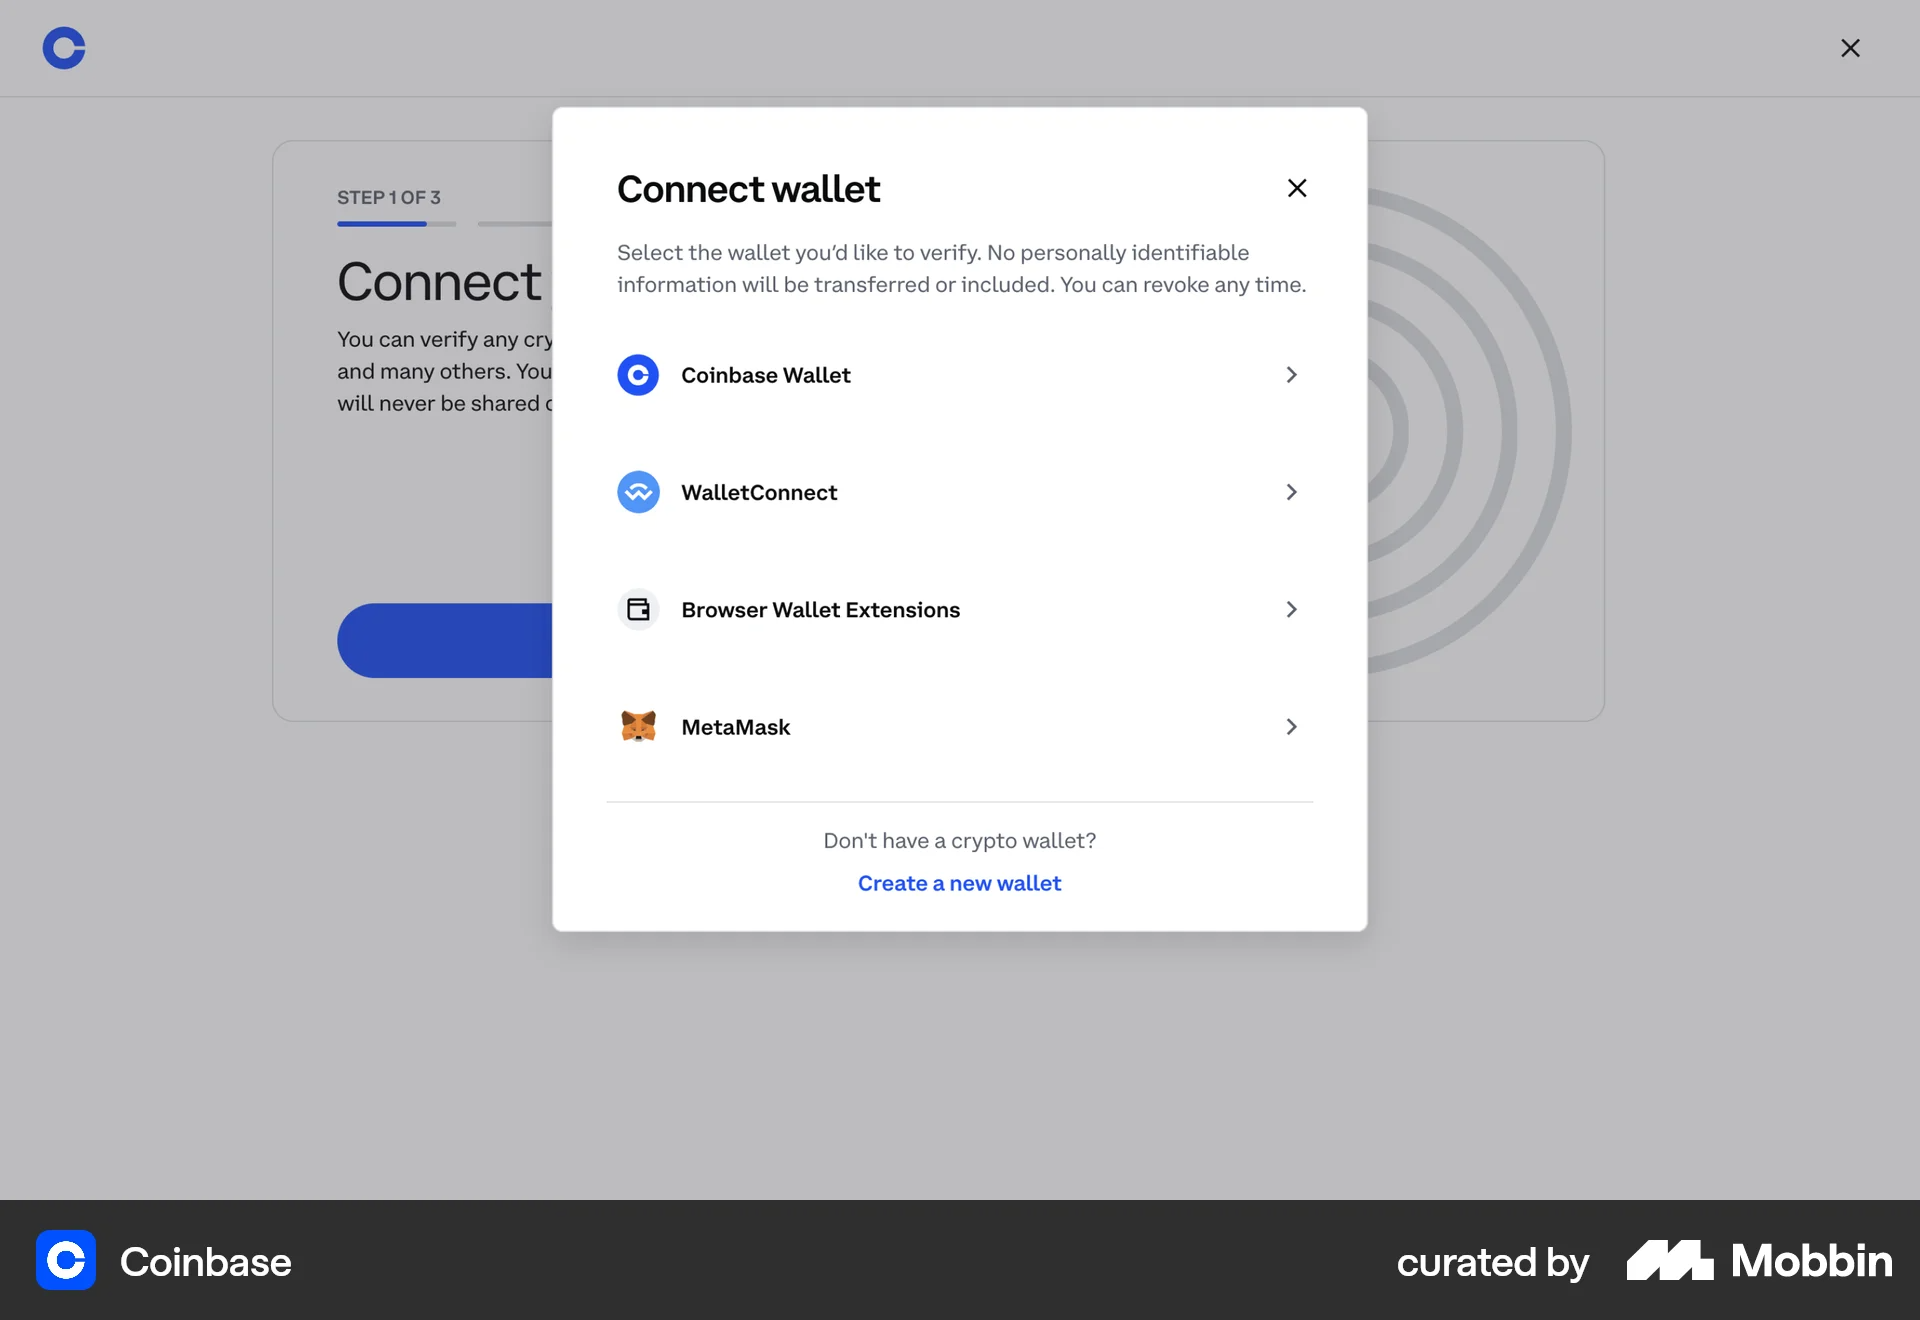 STEP 1 OF 3
Connect
You can verify any cry
and many others. You
will never be shared
Connect wallet
Select the wallet you’d like to verify. No personally identifiable
information will be transferred or included. You can revoke any time.
Coinbase Wallet
WalletConnect
Browser Wallet Extensions
MetaMask
Don't have a crypto wallet?
Create a new wallet
Coinbase
curated by
Mobbin